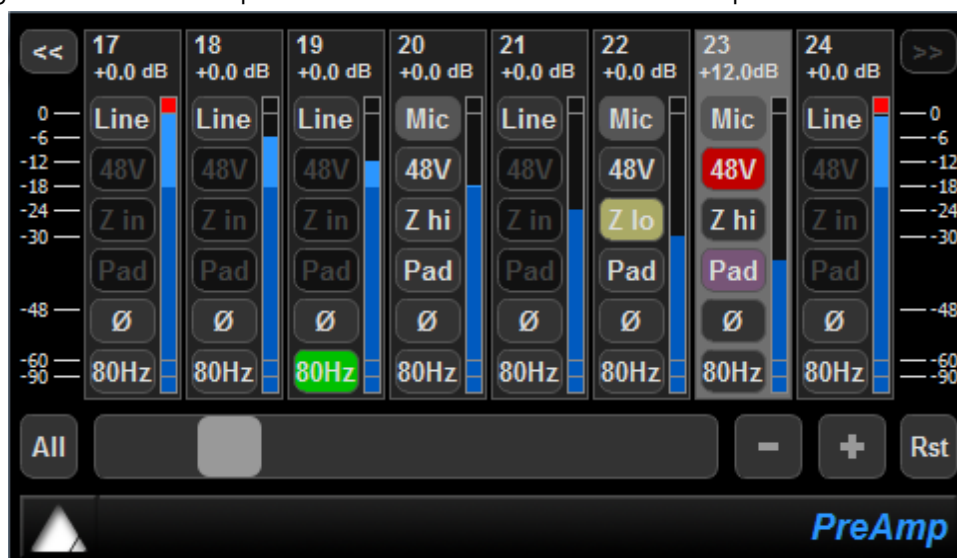 << 17 18 19 20 21 22 23 24 >>
+0.0 dB +0.0 dB +0.0 dB +0.0 dB +0.0 dB +0.0 dB +12.0dB +0.0 dB
0 Line Line Line Mic Line Mic Mic Line 0
-6 -6
-12 48V 48V 48V 48V 48V 48V 48V 48V -12
-18 -18
-24 Z in Z in Z in Z hi Z in Z lo Z hi Z in -24
-30 -30
Pad Pad Pad Pad Pad Pad Pad Pad
-48 Ø Ø Ø Ø Ø Ø Ø Ø -48
-60 -60
-90 80Hz 80Hz 80Hz 80Hz 80Hz 80Hz 80Hz 80Hz -90
All - + Rst
PreAmp